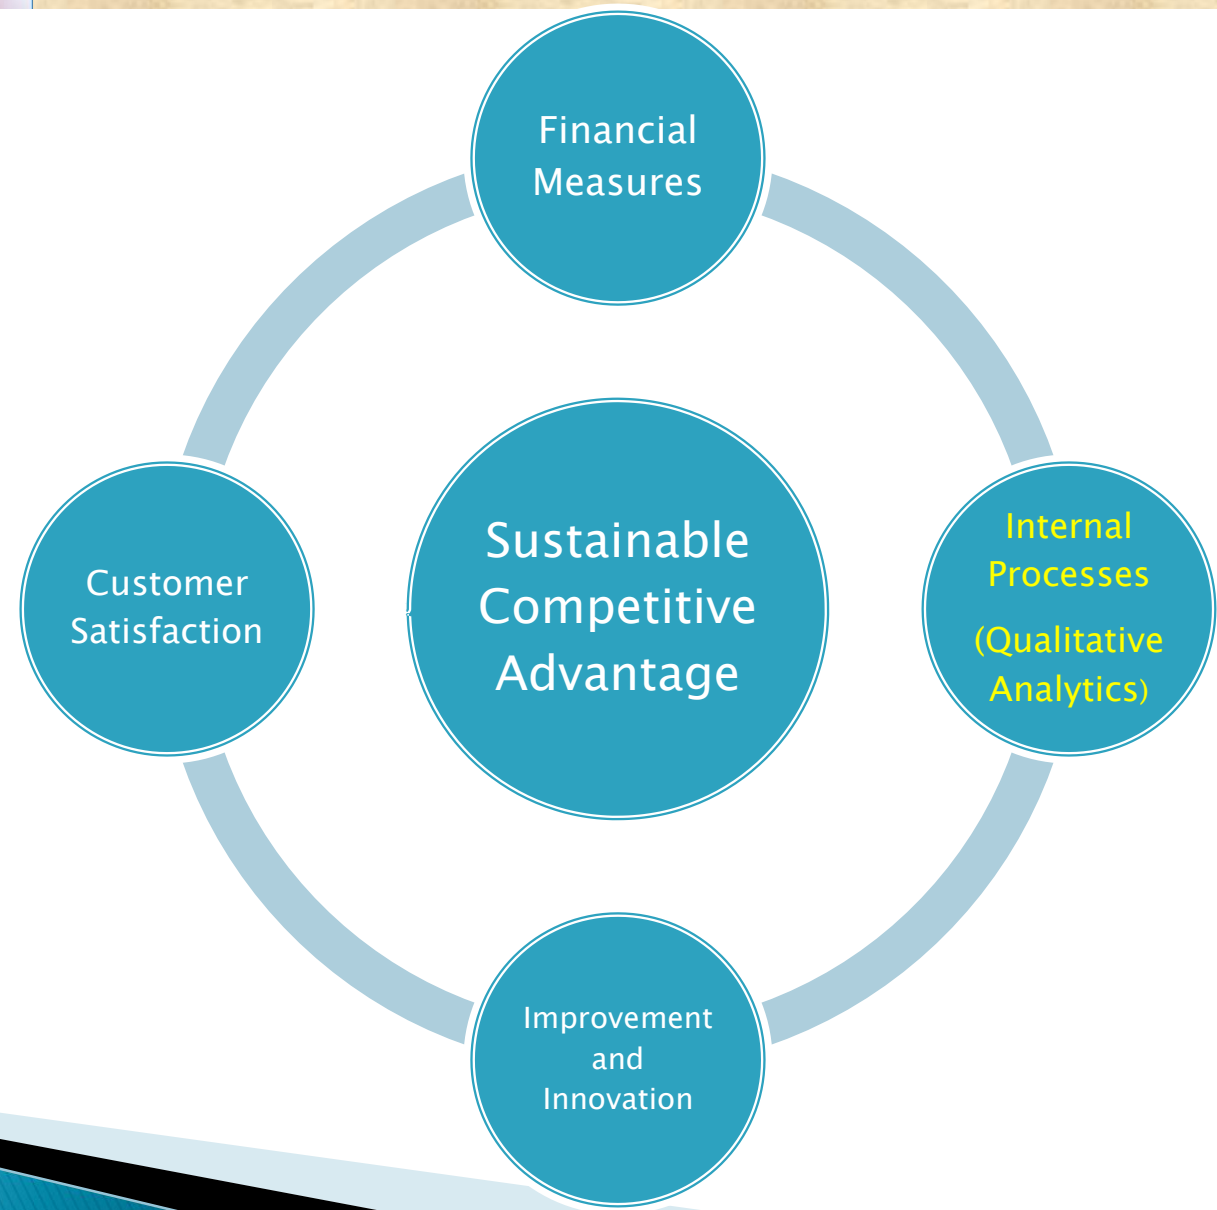 Financial
Measures
Customer
Satisfaction
Sustainable
Competitive
Advantage
Internal
Processes
(Qualitative
Analytics)
Improvement
and
Innovation